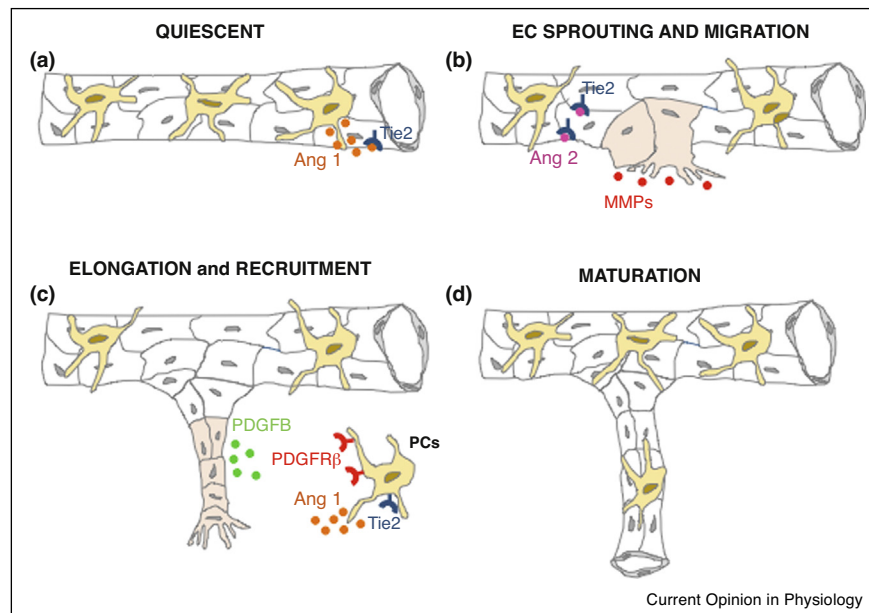 QUIESCENT
(a)
Tie2
Ang 1
EC SPROUTING AND MIGRATION
(b)
Tie2
Ang 2
MMPs
ELONGATION and RECRUITMENT
(c)
PDGFB
PCs
PDGFRβ
Ang 1
Tie2
MATURATION
(d)
Current Opinion in Physiology